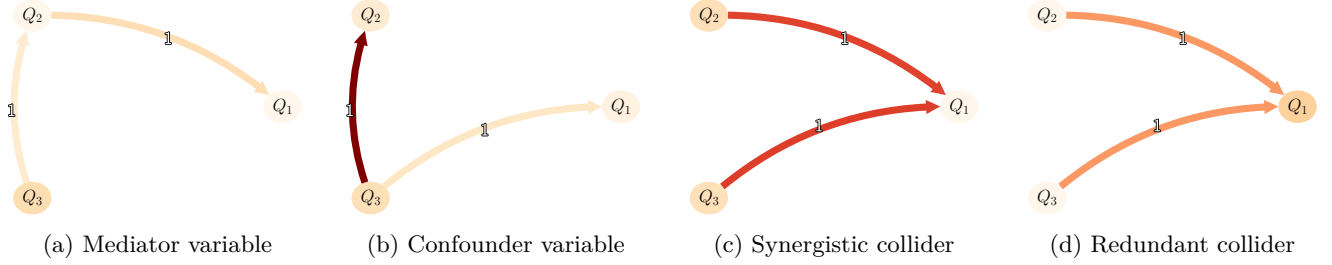 Q₂
1
1
Q₁
Q₃
(a) Mediator variable
Q₂
1
1
Q₁
Q₃
(b) Confounder variable
Q₂
1
1
Q₁
Q₃
(c) Synergistic collider
Q₂
1
1
Q₁
Q₃
(d) Redundant collider